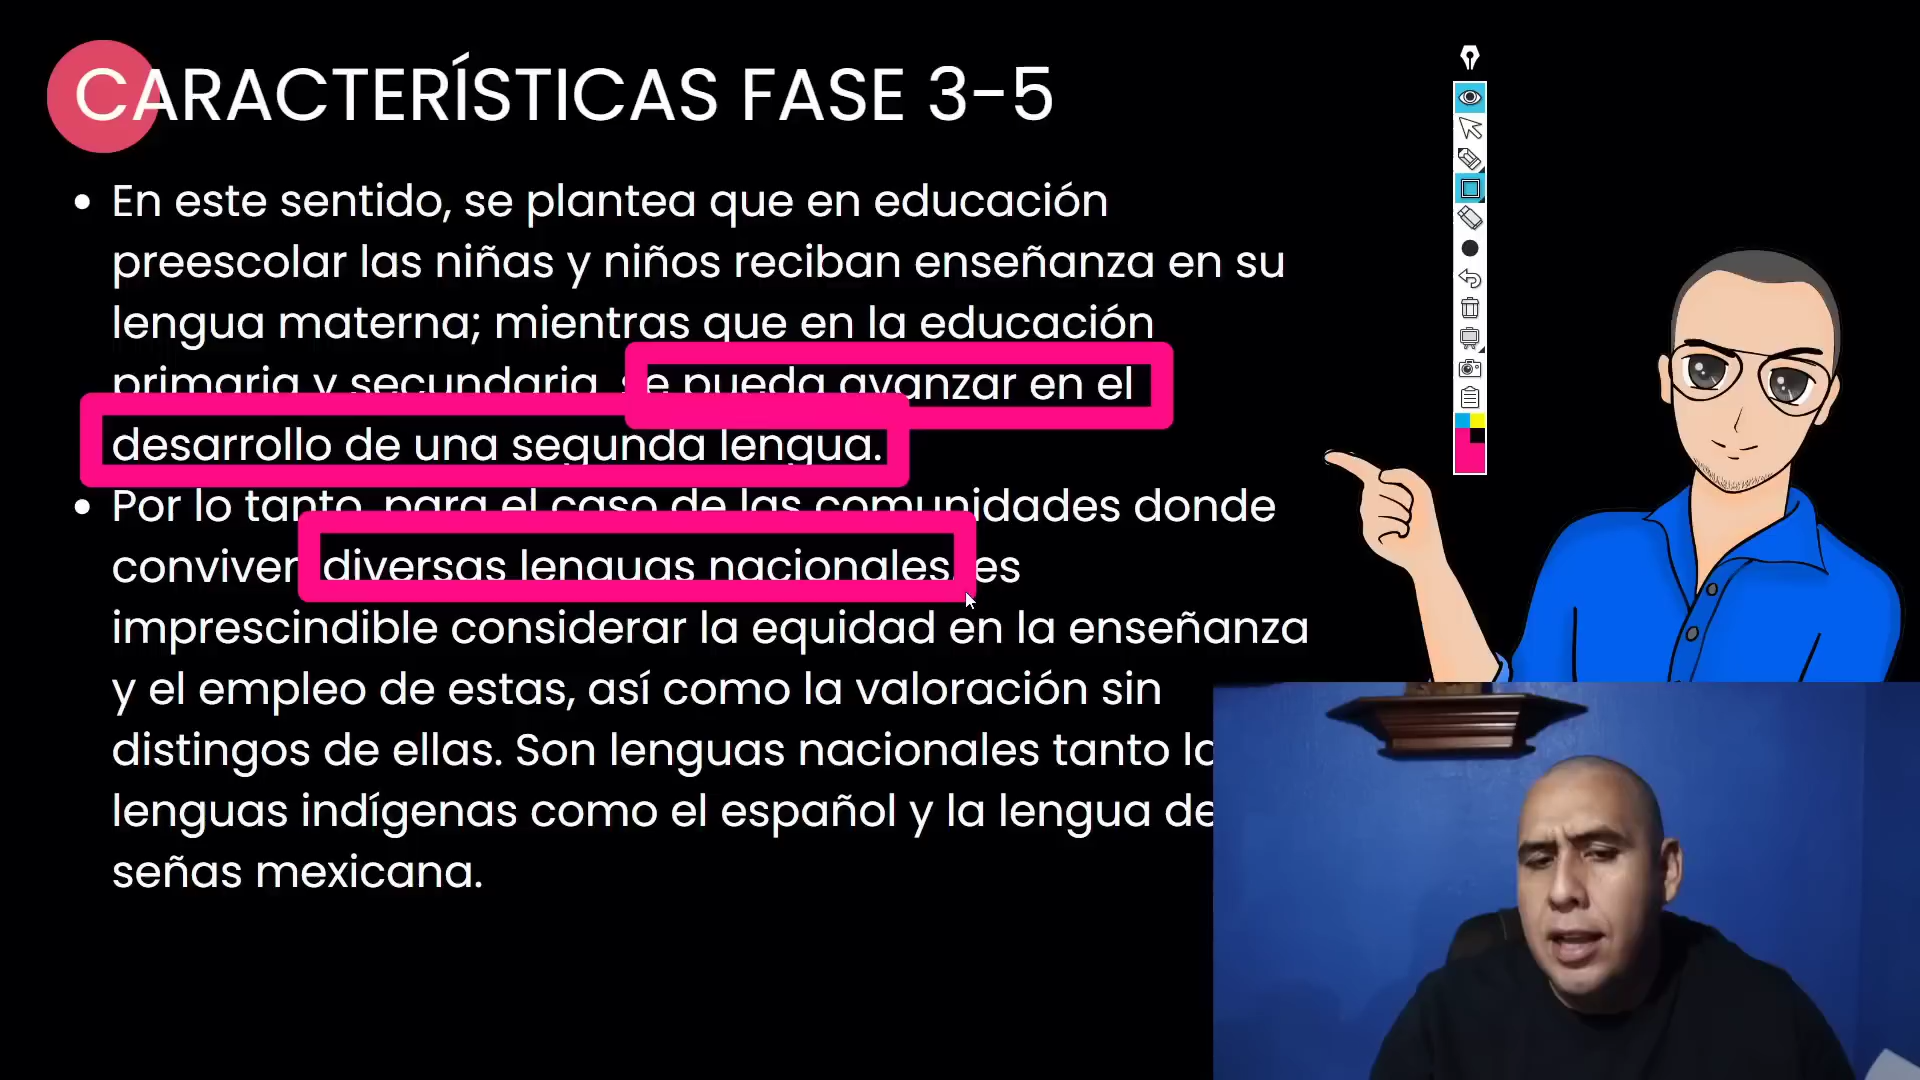 CARACTERÍSTICAS FASE 3-5
• En este sentido, se plantea que en educación
preescolar las niñas y niños reciban enseñanza en su
lengua materna; mientras que en la educación
primaria y secundaria, se pueda avanzar en el
desarrollo de una segunda lengua.
• Por lo tanto, para el caso de las comunidades donde
conviven diversas lenguas nacionales, es
imprescindible considerar la equidad en la enseñanza
y el empleo de estas, así como la valoración sin
distingos de ellas. Son lenguas nacionales tanto la
lenguas indígenas como el español y la lengua de
señas mexicana.